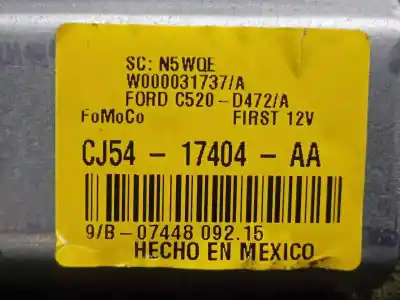 SC: N5WQE
W000031737/A
FORD C520-D472/A
FoMoCo FIRST 12V
CJ54 - 17404 - AA
9/B-07448 092.15
HECHO EN MEXICO